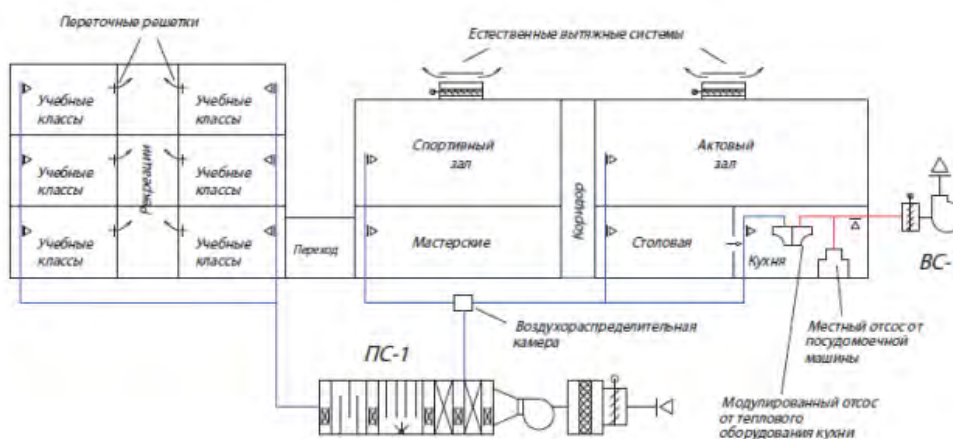 Переточные решетки
Естественные вытяжные системы
Учебные
классы
Учебные
классы
Учебные
классы
Учебные
классы
Учебные
классы
Учебные
классы
Рекреации
Переход
Спортивный
зал
Мастерские
Коридор
Актовый
зал
Столовая
Кухня
ВС-
Воздухораспределительная
камера
Местный отсос от
посудомоечной
машины
ПС-1
Модулированный отсос
от теплового
оборудования кухни